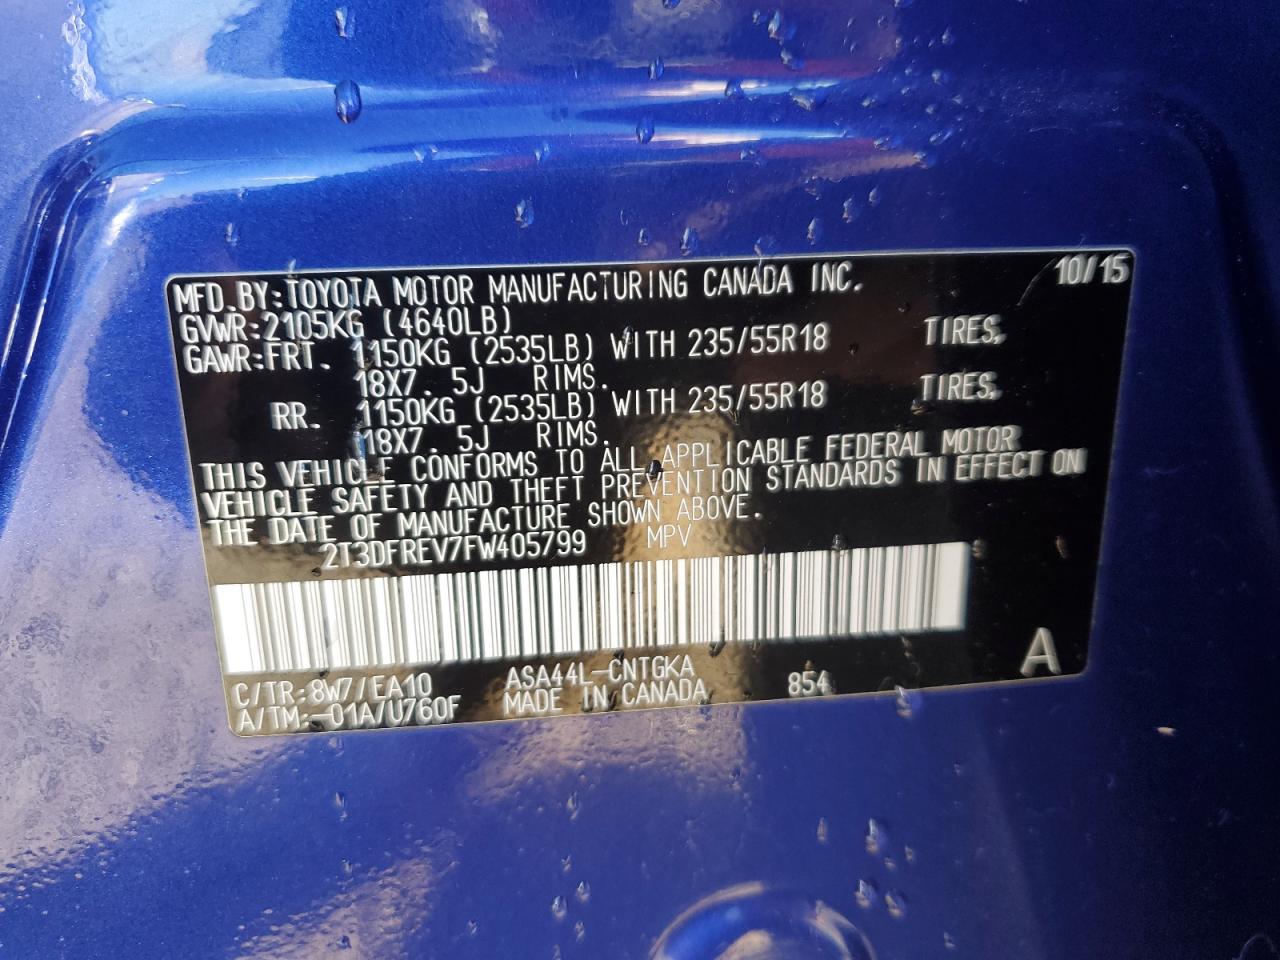 MFD.BY:TOYOTA MOTOR MANUFACTURING CANADA INC. 10/15
GVWR:2105KG (4640LB)
GAWR:FRT. 1150KG (2535LB) WITH 235/55R18 TIRES,
18X7.5J RIMS.
RR. 1150KG (2535LB) WITH 235/55R18 TIRES,
18X7.5J RIMS.
THIS VEHICLE CONFORMS TO ALL APPLICABLE FEDERAL MOTOR
VEHICLE SAFETY AND THEFT PREVENTION STANDARDS IN EFFECT ON
THE DATE OF MANUFACTURE SHOWN ABOVE.
2T3DFREV7FW405799 MPV
A
C/TR:8W7/EA10 ASA44L-CNTGKA 854
A/TM:-01A/U760F MADE IN CANADA